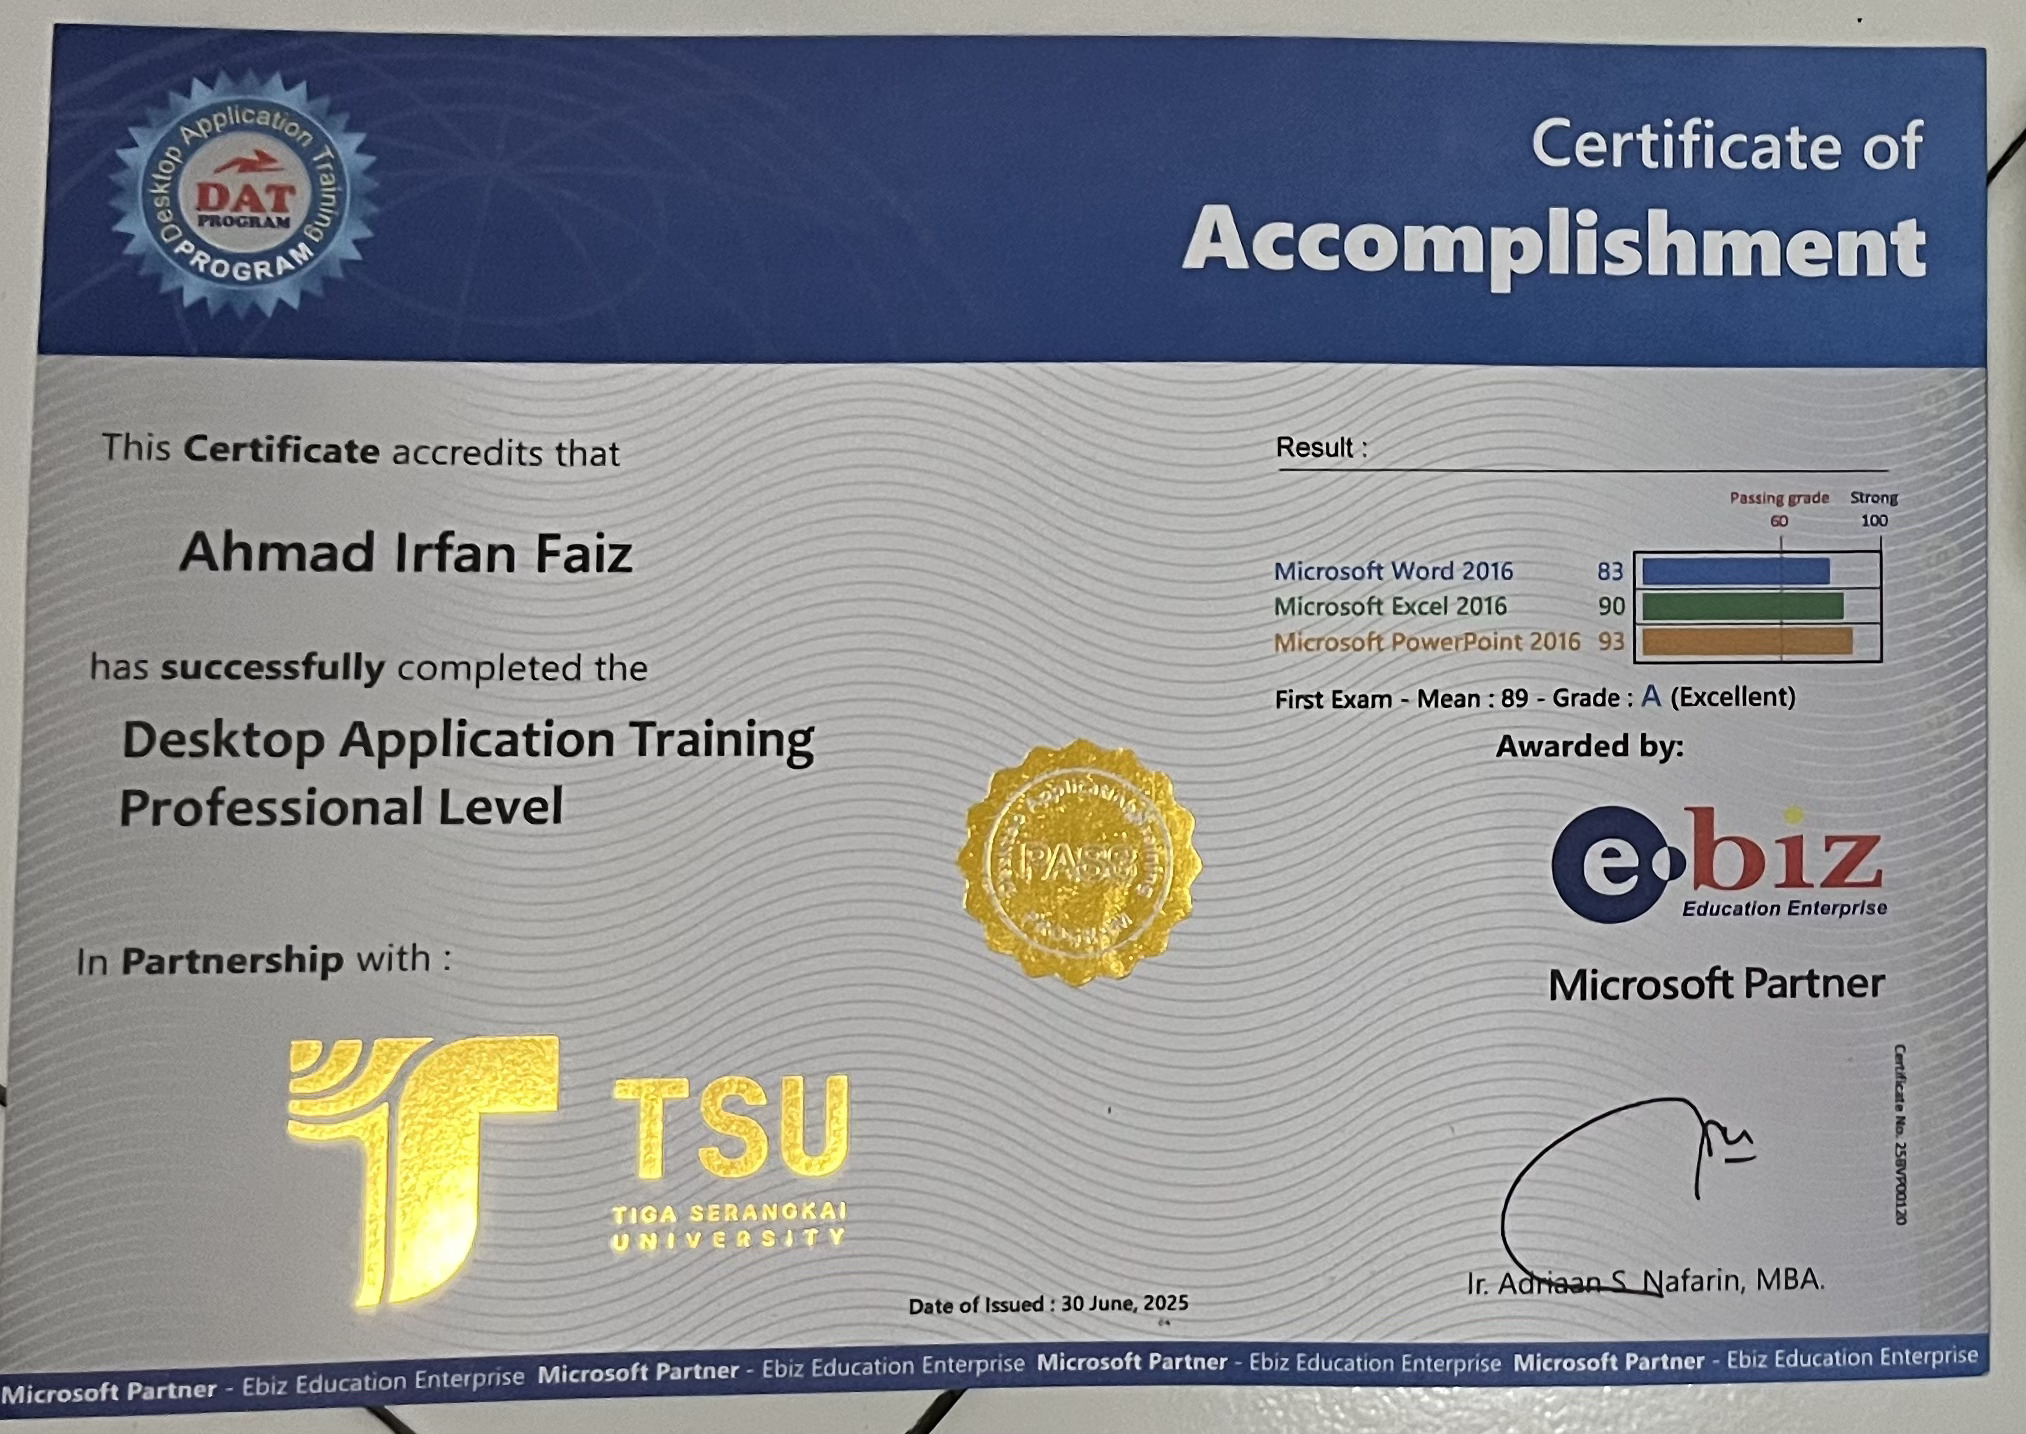 Desktop Application Training
DAT
PROGRAM
PROGRAM
Certificate of
Accomplishment
This Certificate accredits that
Ahmad Irfan Faiz
has successfully completed the
Desktop Application Training
Professional Level
In Partnership with :
TSU
TIGA SERANGKAI
UNIVERSITY
Result :
Passing grade Strong
60 100
Microsoft Word 2016 83
Microsoft Excel 2016 90
Microsoft PowerPoint 2016 93
First Exam - Mean : 89 - Grade : A (Excellent)
Awarded by:
e biz
Education Enterprise
Microsoft Partner
PASS
Certificate No. 25BVP00120
Ir. Adriaan S Nafarin, MBA.
Date of Issued : 30 June, 2025
Microsoft Partner - Ebiz Education Enterprise Microsoft Partner - Ebiz Education Enterprise Microsoft Partner - Ebiz Education Enterprise Microsoft Partner - Ebiz Education Enterprise